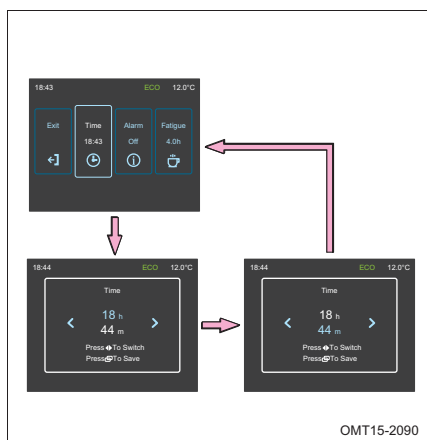 18:43 ECO 12.0°C
Exit Time Alarm Fatigue
18:43 Off 4.0h
18:44 ECO 12.0°C
Time
18 h
44 m
Press To Switch
Press To Save
18:44 ECO 12.0°C
Time
18 h
44 m
Press To Switch
Press To Save
OMT15-2090